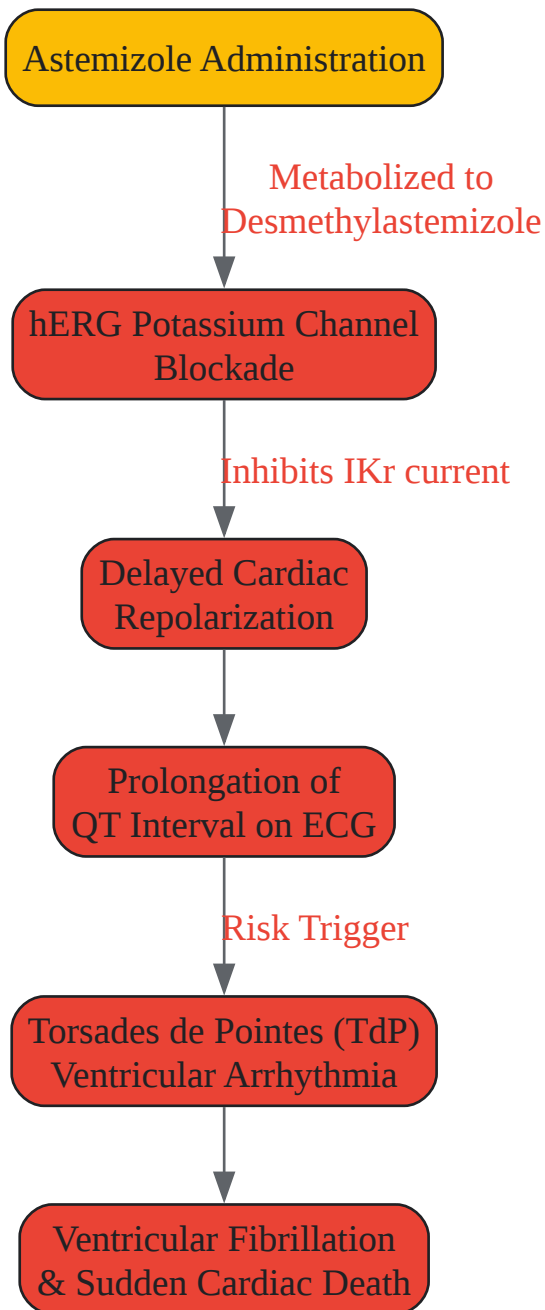 Astemizole Administration
Metabolized to
Desmethylastemizole
hERG Potassium Channel
Blockade
Inhibits IKr current
Delayed Cardiac
Repolarization
Prolongation of
QT Interval on ECG
Risk Trigger
Torsades de Pointes (TdP)
Ventricular Arrhythmia
Ventricular Fibrillation
& Sudden Cardiac Death